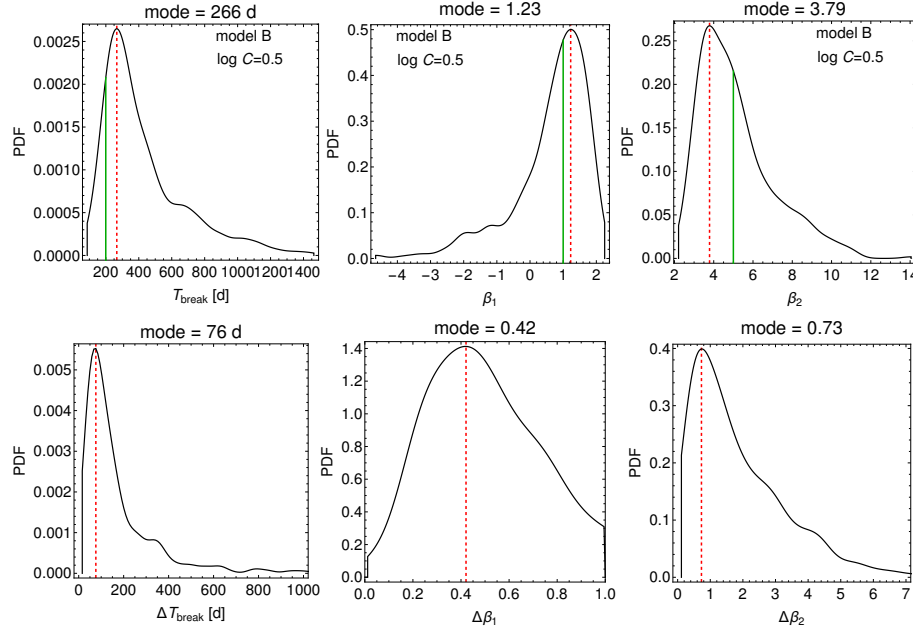 mode = 266 d
model B
log C=0.5
PDF
0.0025
0.0020
0.0015
0.0010
0.0005
0.0000
200 400 600 800 1000 1200 1400
T_break [d]
mode = 1.23
model B
log C=0.5
PDF
0.5
0.4
0.3
0.2
0.1
0.0
-4 -3 -2 -1 0 1 2
β₁
mode = 3.79
model B
log C=0.5
PDF
0.25
0.20
0.15
0.10
0.05
0.00
2 4 6 8 10 12 14
β₂
mode = 76 d
PDF
0.005
0.004
0.003
0.002
0.001
0.000
0 200 400 600 800 1000
ΔT_break [d]
mode = 0.42
PDF
1.4
1.2
1.0
0.8
0.6
0.4
0.2
0.0
0.0 0.2 0.4 0.6 0.8 1.0
Δβ₁
mode = 0.73
PDF
0.4
0.3
0.2
0.1
0.0
0 1 2 3 4 5 6 7
Δβ₂